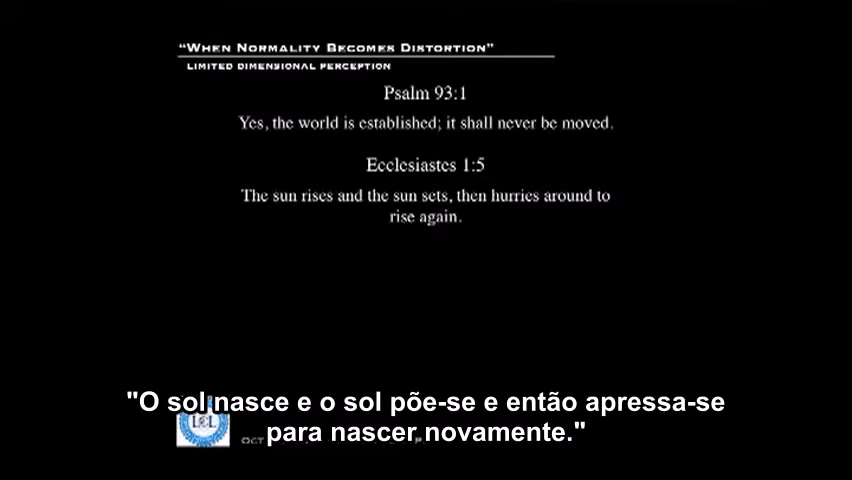 “When Normality Becomes Distortion”
LIMITED DIMENSIONAL PERCEPTION
Psalm 93:1
Yes, the world is established; it shall never be moved.
Ecclesiastes 1:5
The sun rises and the sun sets, then hurries around to
rise again.
"O sol nasce e o sol põe-se e então apressa-se
para nascer novamente."
OCT